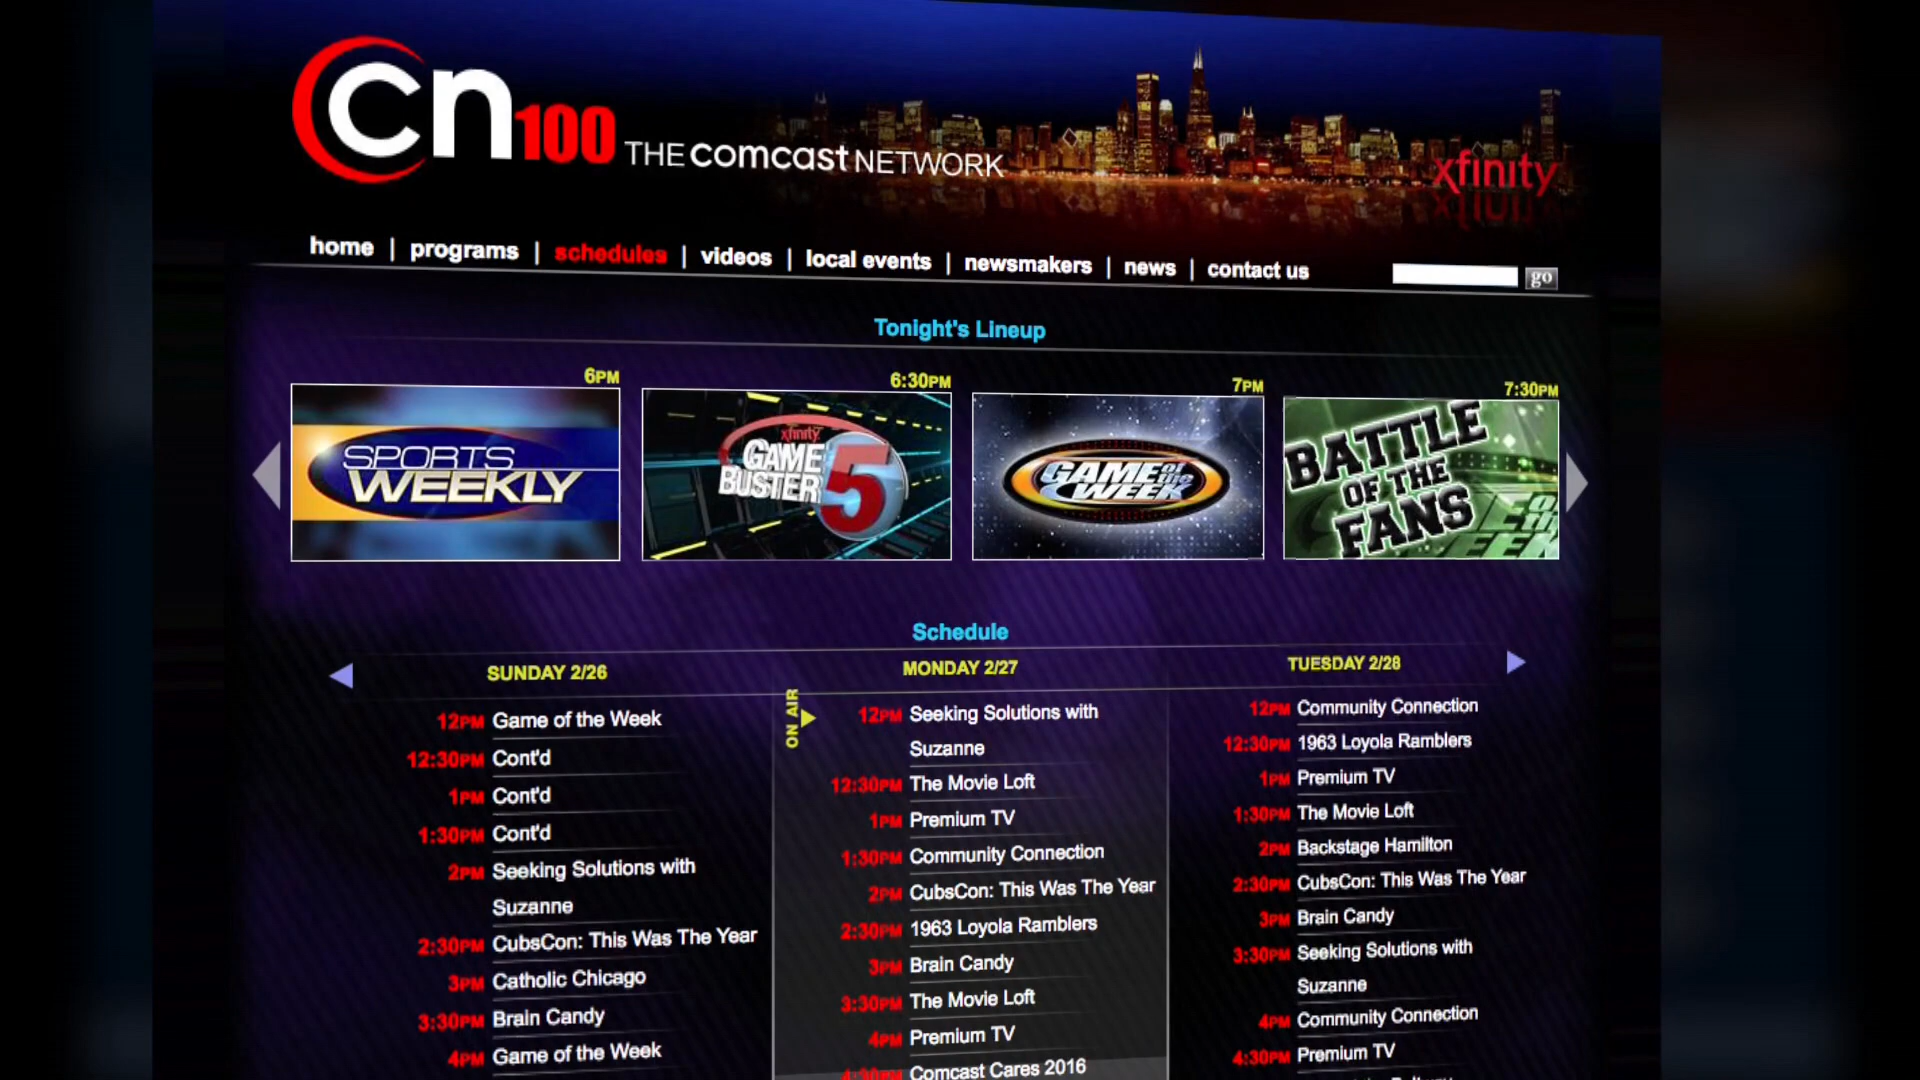 cn100 THE comcast NETWORK
xfinity
home | programs | schedules | videos | local events | newsmakers | news | contact us
go
Tonight's Lineup
6PM
6:30PM
7PM
7:30PM
SPORTS
WEEKLY
xfinity
GAME
BUSTER 5
GAME of the
WEEK
BATTLE
OF THE
FANS
Schedule
SUNDAY 2/26
12PM Game of the Week
12:30PM Cont'd
1PM Cont'd
1:30PM Cont'd
2PM Seeking Solutions with
Suzanne
2:30PM CubsCon: This Was The Year
3PM Catholic Chicago
3:30PM Brain Candy
4PM Game of the Week
MONDAY 2/27
ON AIR
12PM Seeking Solutions with
Suzanne
12:30PM The Movie Loft
1PM Premium TV
1:30PM Community Connection
2PM CubsCon: This Was The Year
2:30PM 1963 Loyola Ramblers
3PM Brain Candy
3:30PM The Movie Loft
4PM Premium TV
4:30PM Comcast Cares 2016
TUESDAY 2/28
12PM Community Connection
12:30PM 1963 Loyola Ramblers
1PM Premium TV
1:30PM The Movie Loft
2PM Backstage Hamilton
2:30PM CubsCon: This Was The Year
3PM Brain Candy
3:30PM Seeking Solutions with
Suzanne
4PM Community Connection
4:30PM Premium TV